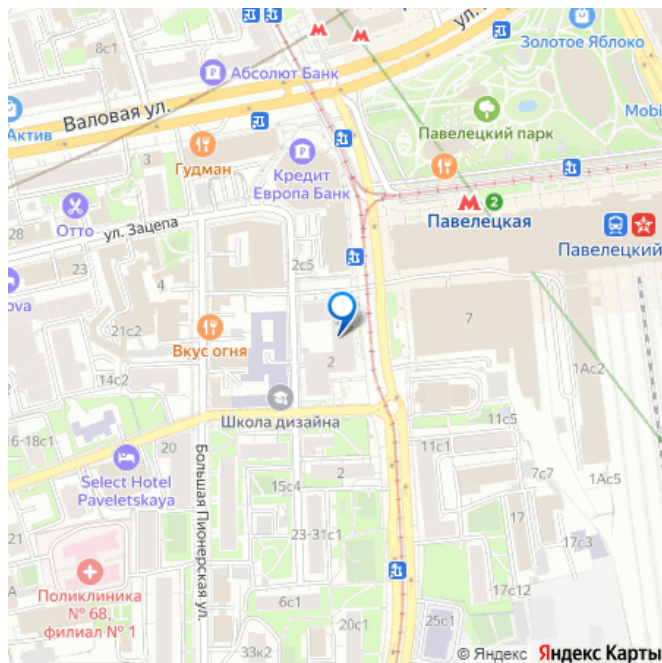 8с1
ул.
Золотое Яблоко
Абсолют Банк
Валовая ул.
Актив
Mobi
Павелецкий парк
3
Гудман
Кредит
Европа Банк
2
Павелецкая
Отто
ул. Зацепа
28
23
2с5
Павелецкий
4
ova
21с2
7
Вкус огня
2
14с2
1Ас2
Школа дизайна
11с5
6-18с1
20
11с1
Select Hotel
Paveletskaya
Большая Пионерская ул.
2
15с4
7с7
1Ас5
23-31с1
17
21
17с3
Поликлиника
№ 68,
филиал № 1
6с1
17с12
20с1
25с1
33к2
© Яндекс Яндекс Карты